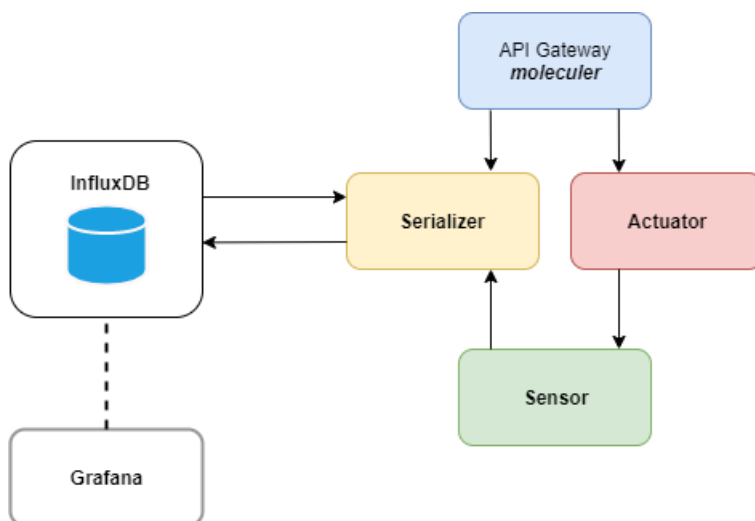 API Gateway
moleculer
InfluxDB
Serializer
Actuator
Sensor
Grafana